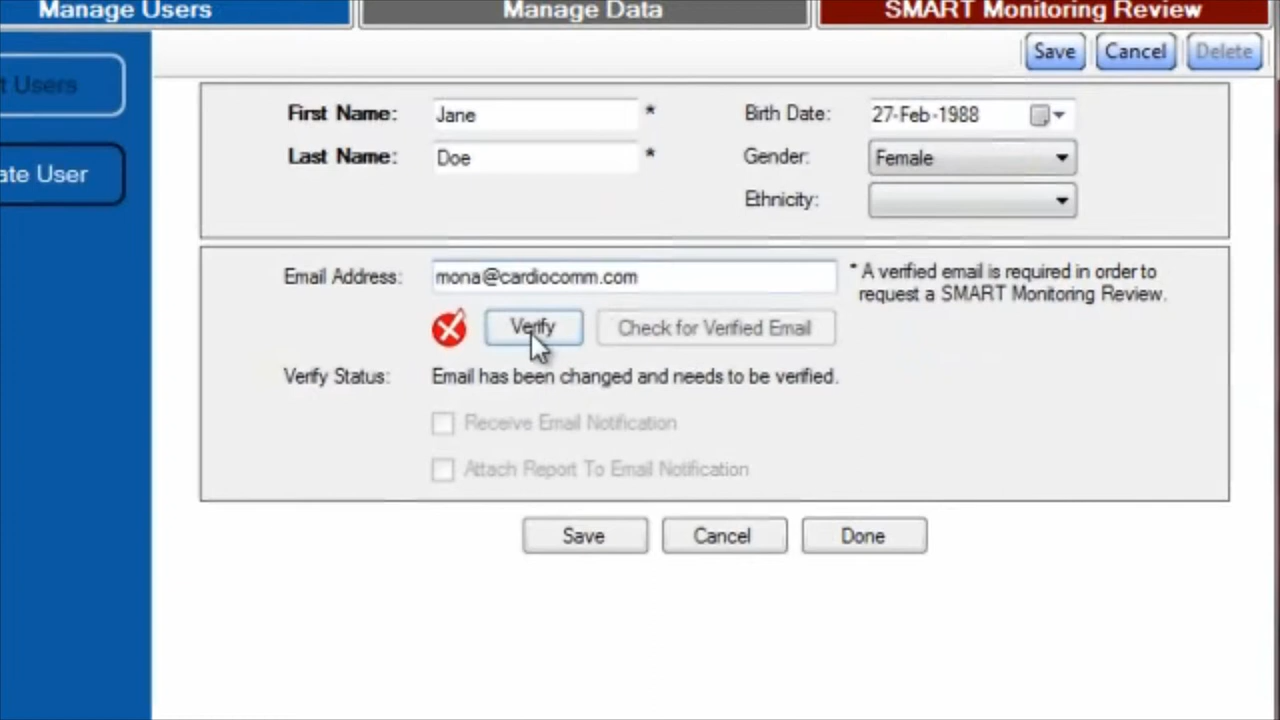 Manage Users
Manage Data
SMART Monitoring Review
Save
Cancel
Delete
t Users
ate User
First Name:
Jane
*
Birth Date:
27-Feb-1988
Last Name:
Doe
*
Gender:
Female
Ethnicity:
Email Address:
mona@cardiocomm.com
* A verified email is required in order to
request a SMART Monitoring Review.
Verify
Check for Verified Email
Verify Status:
Email has been changed and needs to be verified.
Receive Email Notification
Attach Report To Email Notification
Save
Cancel
Done